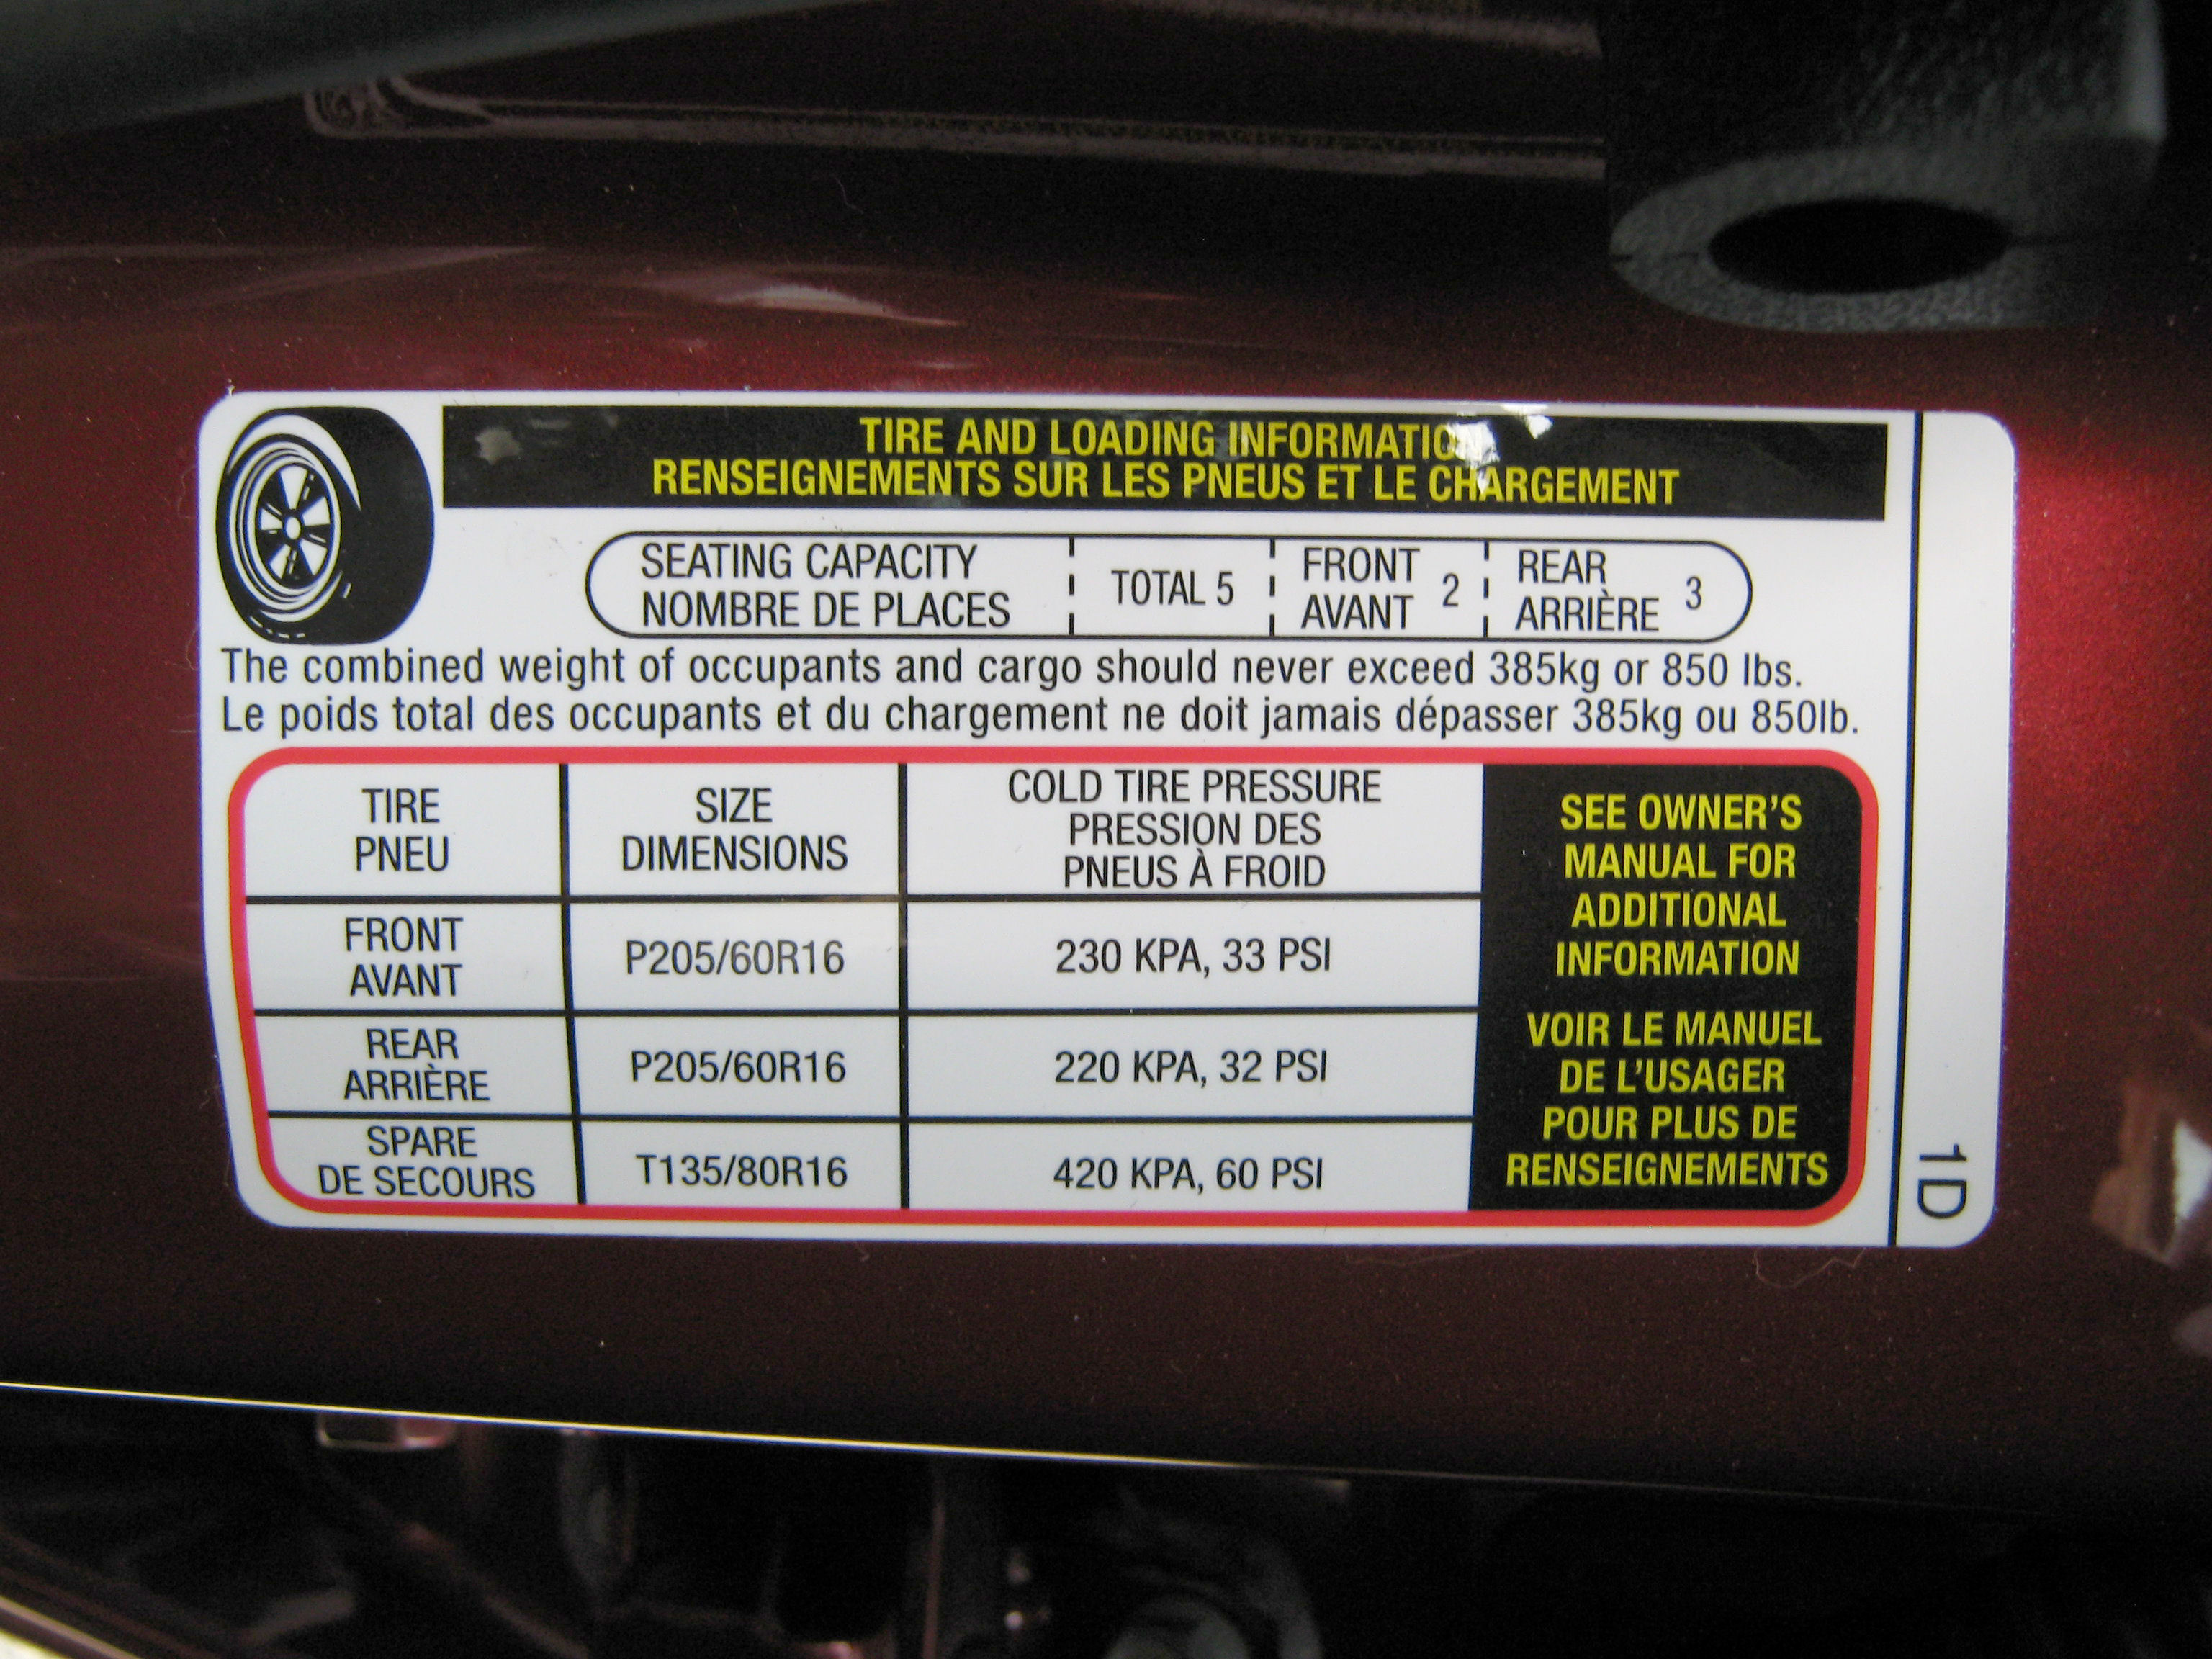 TIRE AND LOADING INFORMATION
RENSEIGNEMENTS SUR LES PNEUS ET LE CHARGEMENT
SEATING CAPACITY
NOMBRE DE PLACES
TOTAL 5
FRONT
AVANT 2
REAR
ARRIÈRE 3
The combined weight of occupants and cargo should never exceed 385kg or 850 lbs.
Le poids total des occupants et du chargement ne doit jamais dépasser 385kg ou 850lb.
TIRE
PNEU
SIZE
DIMENSIONS
COLD TIRE PRESSURE
PRESSION DES
PNEUS À FROID
FRONT
AVANT
P205/60R16
230 KPA, 33 PSI
REAR
ARRIÈRE
P205/60R16
220 KPA, 32 PSI
SPARE
DE SECOURS
T135/80R16
420 KPA, 60 PSI
SEE OWNER'S
MANUAL FOR
ADDITIONAL
INFORMATION
VOIR LE MANUEL
DE L'USAGER
POUR PLUS DE
RENSEIGNEMENTS
1D